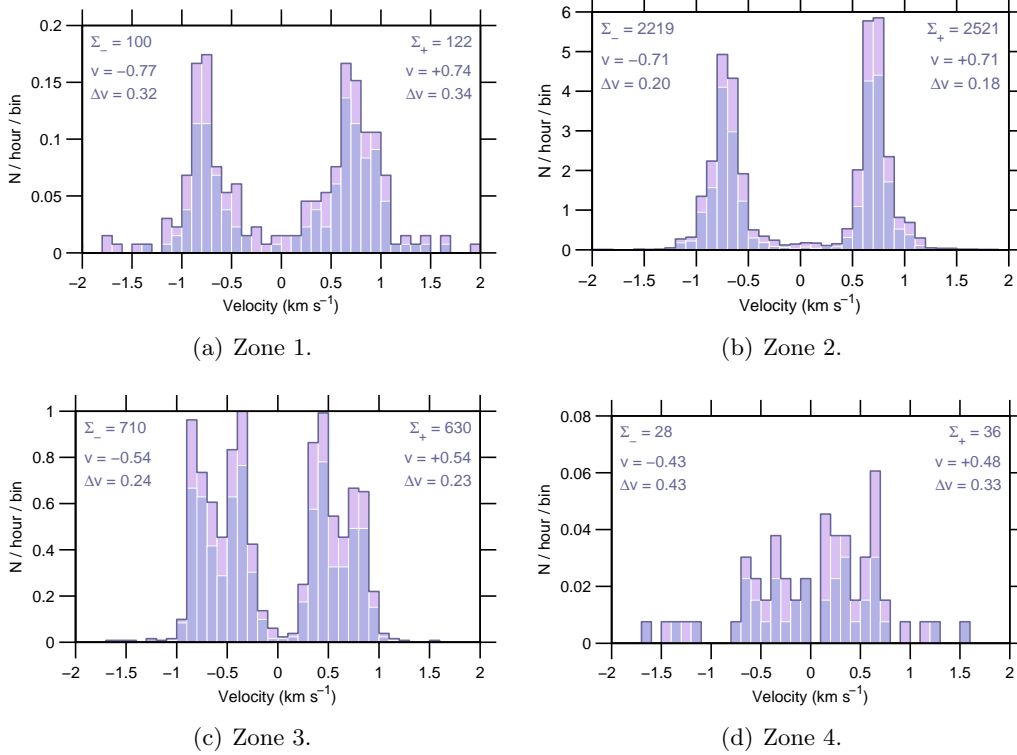 0.2
0.15
0.1
0.05
0
N / hour / bin
Σ₋ = 100
v = −0.77
Δv = 0.32
Σ₊ = 122
v = +0.74
Δv = 0.34
−2 −1.5 −1 −0.5 0 0.5 1 1.5 2
Velocity (km s⁻¹)
(a) Zone 1.
6
5
4
3
2
1
0
N / hour / bin
Σ₋ = 2219
v = −0.71
Δv = 0.20
Σ₊ = 2521
v = +0.71
Δv = 0.18
−2 −1.5 −1 −0.5 0 0.5 1 1.5 2
Velocity (km s⁻¹)
(b) Zone 2.
1
0.8
0.6
0.4
0.2
0
N / hour / bin
Σ₋ = 710
v = −0.54
Δv = 0.24
Σ₊ = 630
v = +0.54
Δv = 0.23
−2 −1.5 −1 −0.5 0 0.5 1 1.5 2
Velocity (km s⁻¹)
(c) Zone 3.
0.08
0.06
0.04
0.02
0
N / hour / bin
Σ₋ = 28
v = −0.43
Δv = 0.43
Σ₊ = 36
v = +0.48
Δv = 0.33
−2 −1.5 −1 −0.5 0 0.5 1 1.5 2
Velocity (km s⁻¹)
(d) Zone 4.